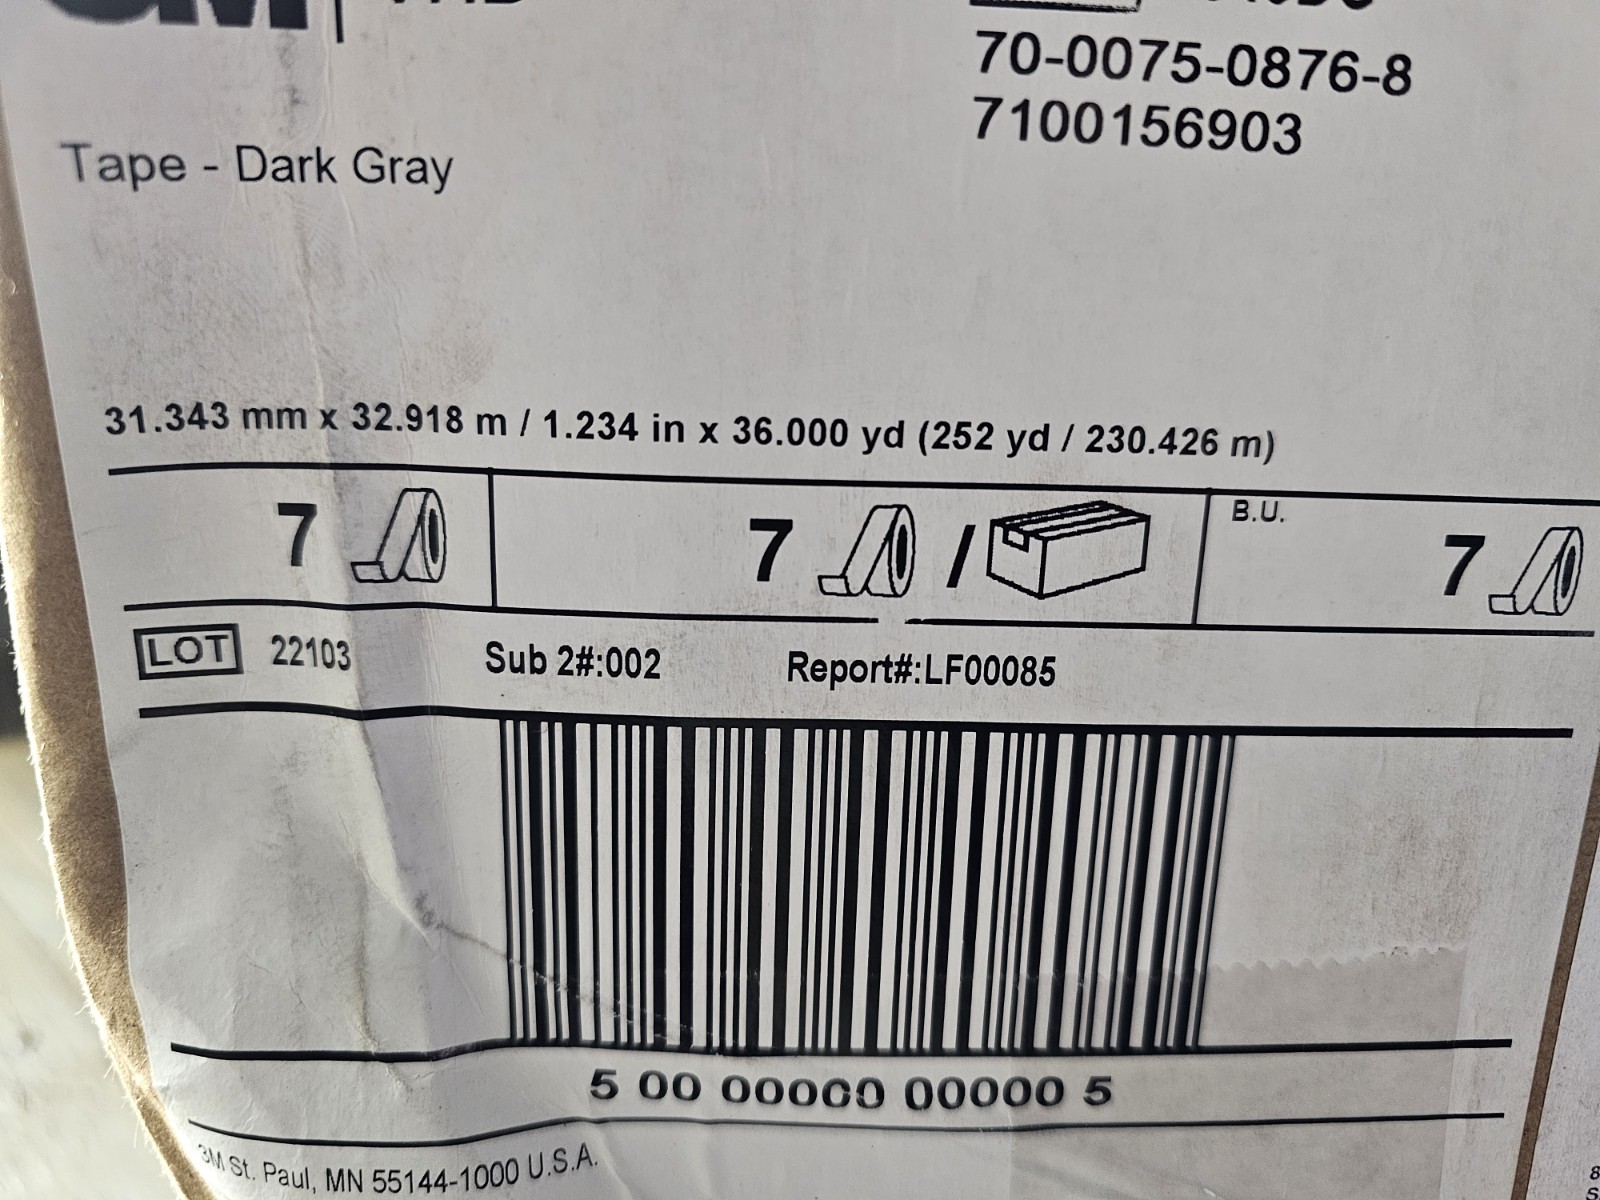 3M
70-0075-0876-8
7100156903
Tape - Dark Gray
31.343 mm x 32.918 m / 1.234 in x 36.000 yd (252 yd / 230.426 m)
7 7 / B.U. 7
LOT 22103 Sub 2#:002 Report#:LF00085
5 00 00000 00000 5
3M St. Paul, MN 55144-1000 U.S.A.